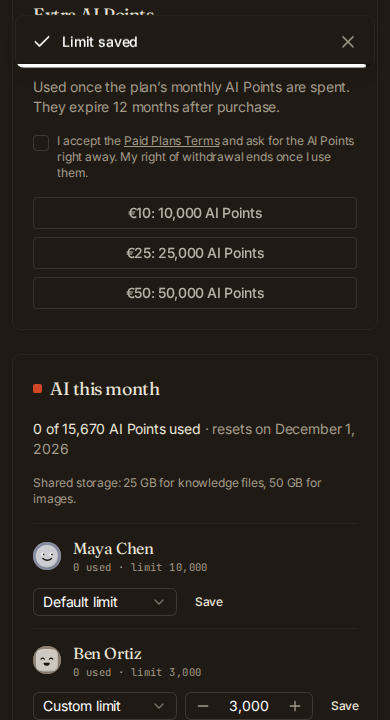 Extra AI Points
Limit saved
Used once the plan's monthly AI Points are spent.
They expire 12 months after purchase.
I accept the Paid Plans Terms and ask for the AI Points
right away. My right of withdrawal ends once I use
them.
€10: 10,000 AI Points
€25: 25,000 AI Points
€50: 50,000 AI Points
AI this month
0 of 15,670 AI Points used · resets on December 1,
2026
Shared storage: 25 GB for knowledge files, 50 GB for
images.
Maya Chen
0 used · limit 10,000
Default limit Save
Ben Ortiz
0 used · limit 3,000
Custom limit − 3,000 + Save